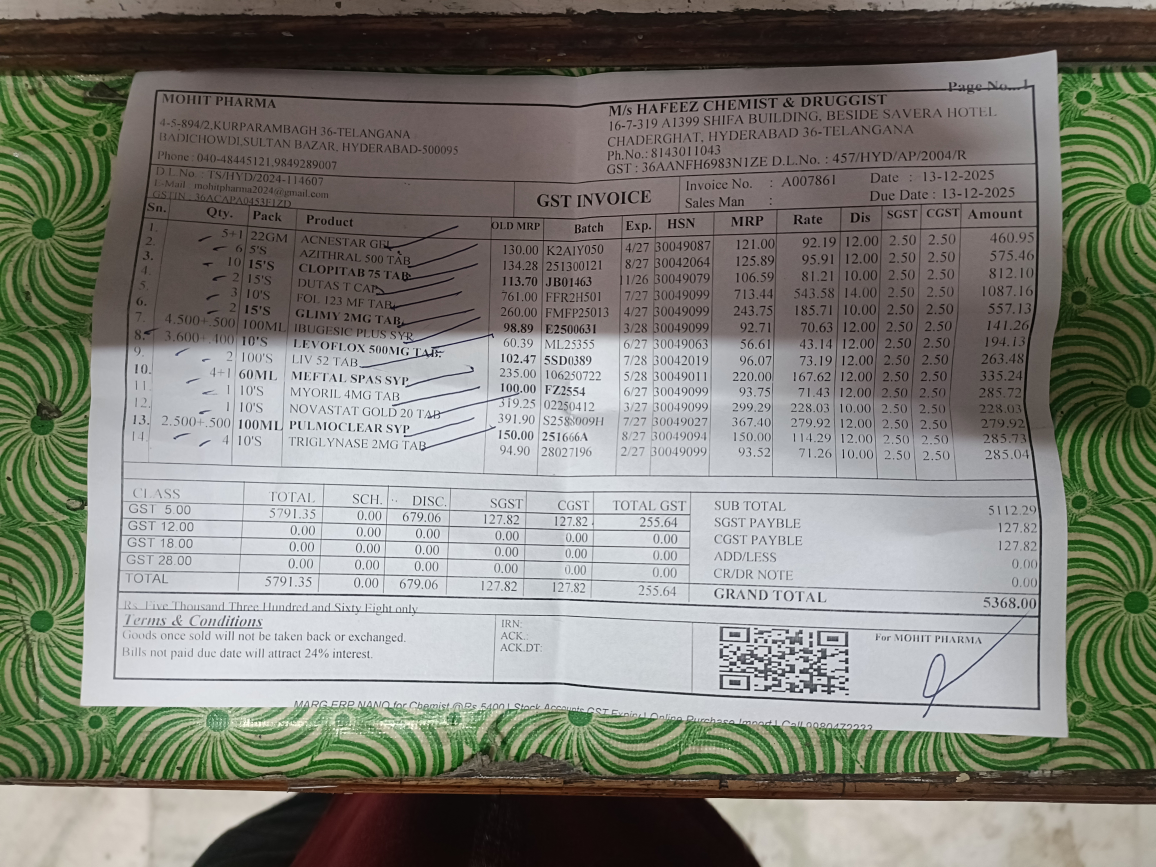 Page No...1
MOHIT PHARMA
4-5-894/2,KURPARAMBAGH 36-TELANGANA
BADICHOWDI,SULTAN BAZAR, HYDERABAD-500095
Phone : 040-48445121,9849289007
D.L.No. : TS/HYD/2024-114607
E-Mail : mohitpharma2024@gmail.com
GSTIN : 36ACAPA0453F1ZD
M/s HAFEEZ CHEMIST & DRUGGIST
16-7-319 A1399 SHIFA BUILDING, BESIDE SAVERA HOTEL
CHADERGHAT, HYDERABAD 36-TELANGANA
Ph.No.: 8143011043
GST : 36AANFH6983N1ZE D.L.No. : 457/HYD/AP/2004/R
GST INVOICE
Invoice No. : A007861 Date : 13-12-2025
Sales Man : Due Date : 13-12-2025
Sn. Qty. Pack Product OLD MRP Batch Exp. HSN MRP Rate Dis SGST CGST Amount
1. 5+1 22GM ACNESTAR GEL 130.00 K2AIY050 4/27 30049087 121.00 92.19 12.00 2.50 2.50 460.95
2. 6 5'S AZITHRAL 500 TAB 134.28 251300121 8/27 30042064 125.89 95.91 12.00 2.50 2.50 575.46
3. 10 15'S CLOPITAB 75 TAB 113.70 JB01463 11/26 30049079 106.59 81.21 10.00 2.50 2.50 812.10
4. 2 15'S DUTAS T CAP 761.00 FFR2H501 7/27 30049099 713.44 543.58 14.00 2.50 2.50 1087.16
5. 3 10'S FOL 123 MF TAB 260.00 FMFP25013 4/27 30049099 243.75 185.71 10.00 2.50 2.50 557.13
6. 2 15'S GLIMY 2MG TAB 98.89 E2500631 3/28 30049099 92.71 70.63 12.00 2.50 2.50 141.26
7. 4.500+.500 100ML IBUGESIC PLUS SYR 60.39 ML25355 6/27 30049063 56.61 43.14 12.00 2.50 2.50 194.13
8. 3.600+.400 10'S LEVOFLOX 500MG TAB. 102.47 5SD0389 7/28 30042019 96.07 73.19 12.00 2.50 2.50 263.48
9. 2 100'S LIV 52 TAB 235.00 106250722 5/28 30049011 220.00 167.62 12.00 2.50 2.50 335.24
10. 4+1 60ML MEFTAL SPAS SYP 100.00 FZ2554 6/27 30049099 93.75 71.43 12.00 2.50 2.50 285.72
11. 1 10'S MYORIL 4MG TAB 319.25 02250412 3/27 30049099 299.29 228.03 10.00 2.50 2.50 228.03
12. 1 10'S NOVASTAT GOLD 20 TAB 391.90 S258S009H 7/27 30049027 367.40 279.92 12.00 2.50 2.50 279.92
13. 2.500+.500 100ML PULMOCLEAR SYP 150.00 251666A 8/27 30049094 150.00 114.29 12.00 2.50 2.50 285.73
14. 4 10'S TRIGLYNASE 2MG TAB 94.90 28027196 2/27 30049099 93.52 71.26 10.00 2.50 2.50 285.04
CLASS TOTAL SCH. DISC. SGST CGST TOTAL GST
GST 5.00 5791.35 0.00 679.06 127.82 127.82 255.64
GST 12.00 0.00 0.00 0.00 0.00 0.00 0.00
GST 18.00 0.00 0.00 0.00 0.00 0.00 0.00
GST 28.00 0.00 0.00 0.00 0.00 0.00 0.00
TOTAL 5791.35 0.00 679.06 127.82 127.82 255.64
SUB TOTAL 5112.29
SGST PAYBLE 127.82
CGST PAYBLE 127.82
ADD/LESS 0.00
CR/DR NOTE 0.00
GRAND TOTAL 5368.00
Rs. Five Thousand Three Hundred and Sixty Eight only
Terms & Conditions
Goods once sold will not be taken back or exchanged.
Bills not paid due date will attract 24% interest.
IRN:
ACK.:
ACK.DT:
For MOHIT PHARMA
MARG ERP NANO for Chemist @Rs.5400 | Stock Accounts GST Expiry | Online Purchase Import | Call